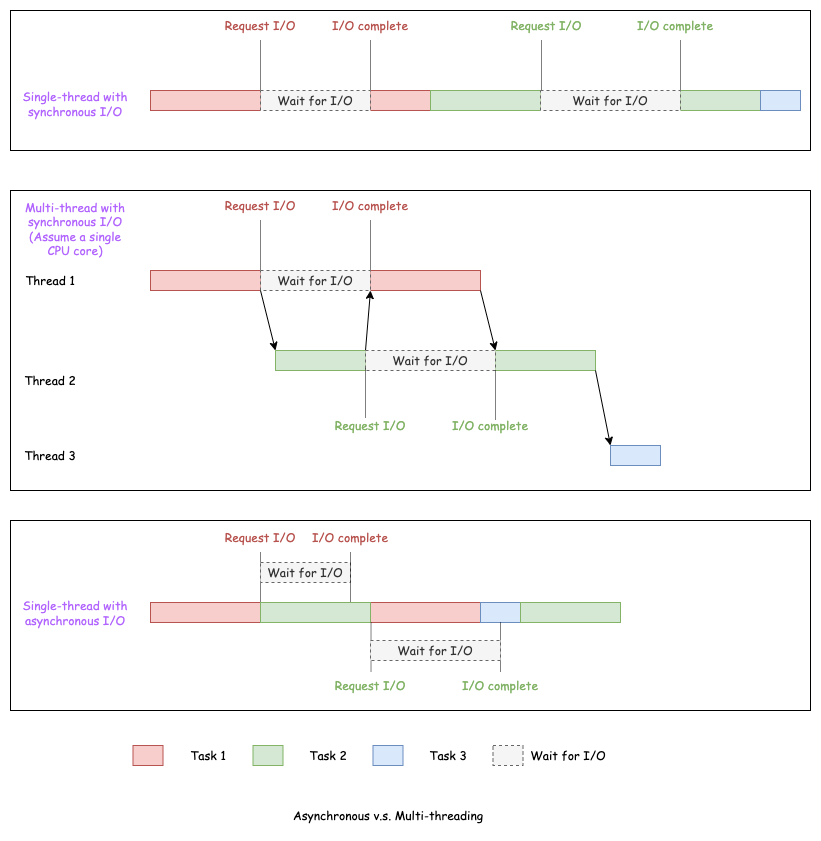 Request I/O
I/O complete
Request I/O
I/O complete
Single-thread with
synchronous I/O
Wait for I/O
Wait for I/O
Multi-thread with
synchronous I/O
(Assume a single
CPU core)
Request I/O
I/O complete
Thread 1
Wait for I/O
Wait for I/O
Thread 2
Request I/O
I/O complete
Thread 3
Request I/O
I/O complete
Wait for I/O
Single-thread with
asynchronous I/O
Wait for I/O
Request I/O
I/O complete
Task 1
Task 2
Task 3
Wait for I/O
Asynchronous v.s. Multi-threading